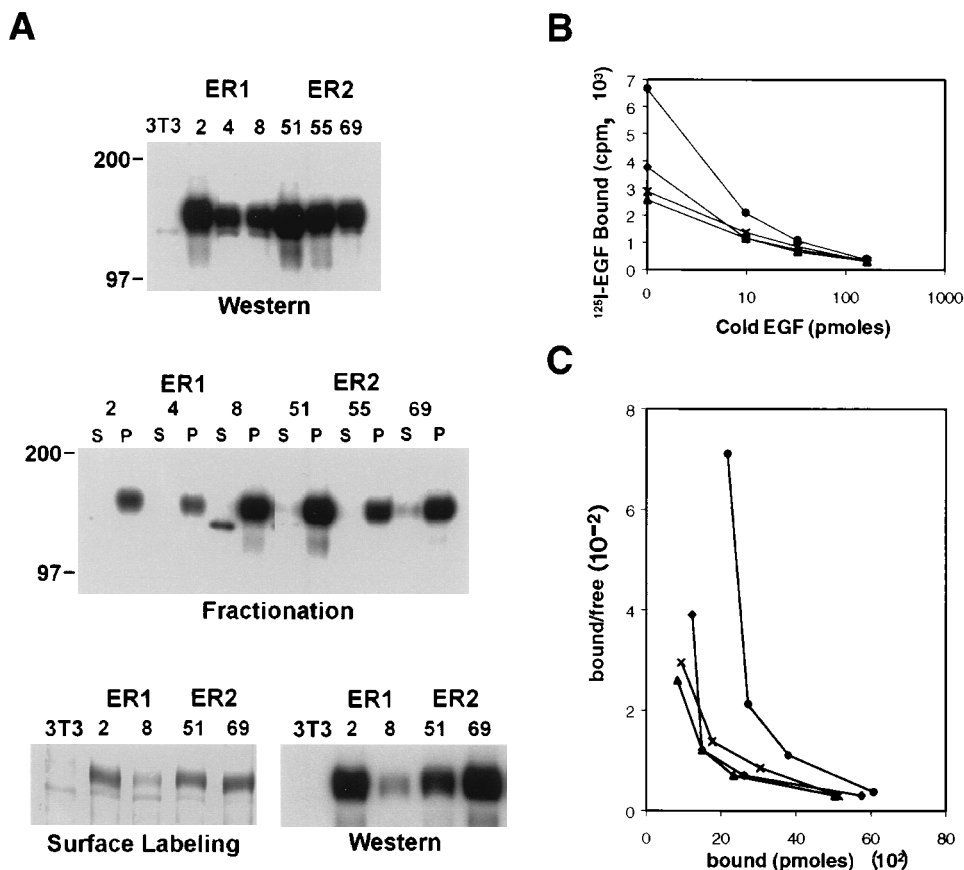 A
ER1 ER2
3T3 2 4 8 51 55 69
200
97
Western
ER1 ER2
2 4 8 51 55 69
S P S P S P S P S P S P
200
97
Fractionation
ER1 ER2
3T3 2 8 51 69
Surface Labeling
ER1 ER2
3T3 2 8 51 69
Western
B
125I-EGF Bound (cpm, 10³)
7
6
5
4
3
2
1
0
0 10 100 1000
Cold EGF (pmoles)
C
bound/free (10⁻²)
8
6
4
2
0
0 20 40 60 80
bound (pmoles) (10²)